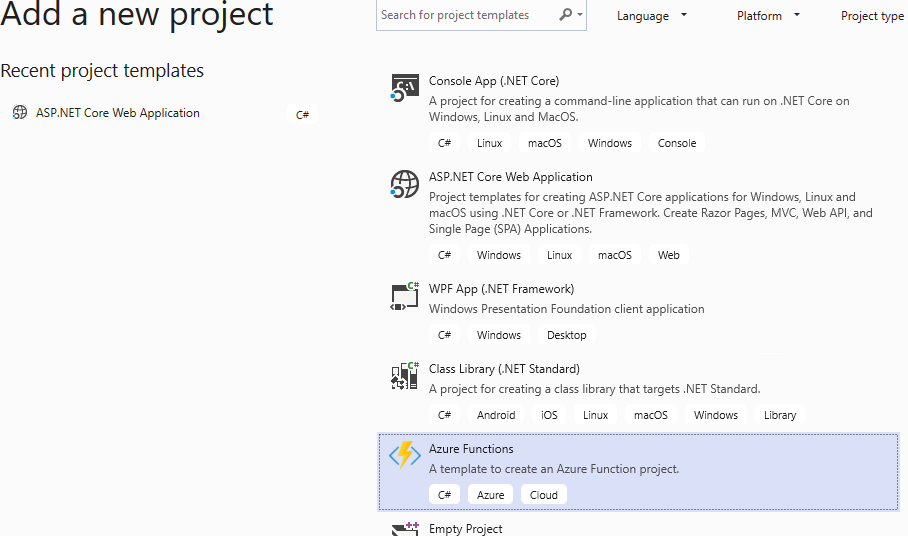 Add a new project
Search for project templates
Language
Platform
Project type
Recent project templates
ASP.NET Core Web Application
C#
Console App (.NET Core)
A project for creating a command-line application that can run on .NET Core on
Windows, Linux and MacOS.
C# Linux macOS Windows Console
ASP.NET Core Web Application
Project templates for creating ASP.NET Core applications for Windows, Linux and
macOS using .NET Core or .NET Framework. Create Razor Pages, MVC, Web API, and
Single Page (SPA) Applications.
C# Windows Linux macOS Web
C#
WPF App (.NET Framework)
Windows Presentation Foundation client application
C# Windows Desktop
C#
Class Library (.NET Standard)
A project for creating a class library that targets .NET Standard.
C# Android iOS Linux macOS Windows Library
Azure Functions
A template to create an Azure Function project.
C# Azure Cloud
++
Empty Project